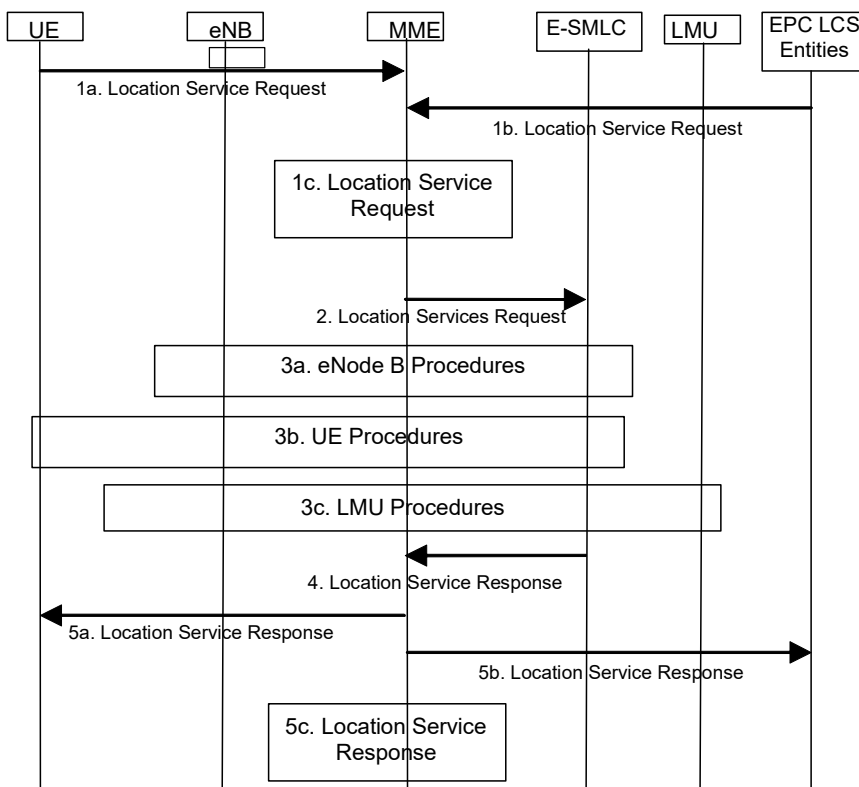 UE
eNB
MME
E-SMLC
LMU
EPC LCS
Entities
1a. Location Service Request
1b. Location Service Request
1c. Location Service
Request
2. Location Services Request
3a. eNode B Procedures
3b. UE Procedures
3c. LMU Procedures
4. Location Service Response
5a. Location Service Response
5b. Location Service Response
5c. Location Service
Response